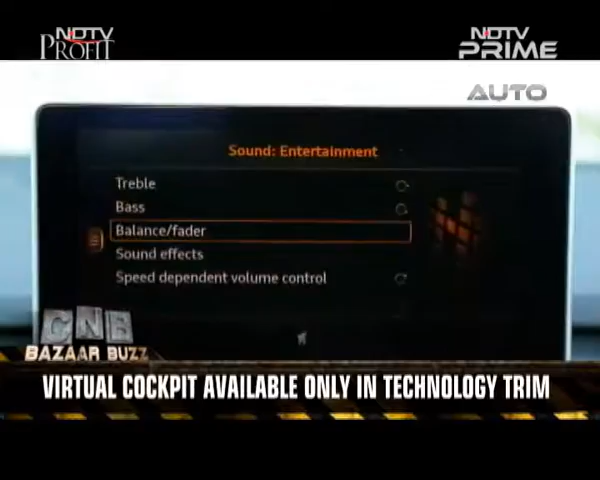 NDTV
PROFIT
NDTV
PRIME
AUTO
Sound: Entertainment
Treble
Bass
Balance/fader
Sound effects
Speed dependent volume control
CNB
BAZAAR BUZZ
VIRTUAL COCKPIT AVAILABLE ONLY IN TECHNOLOGY TRIM